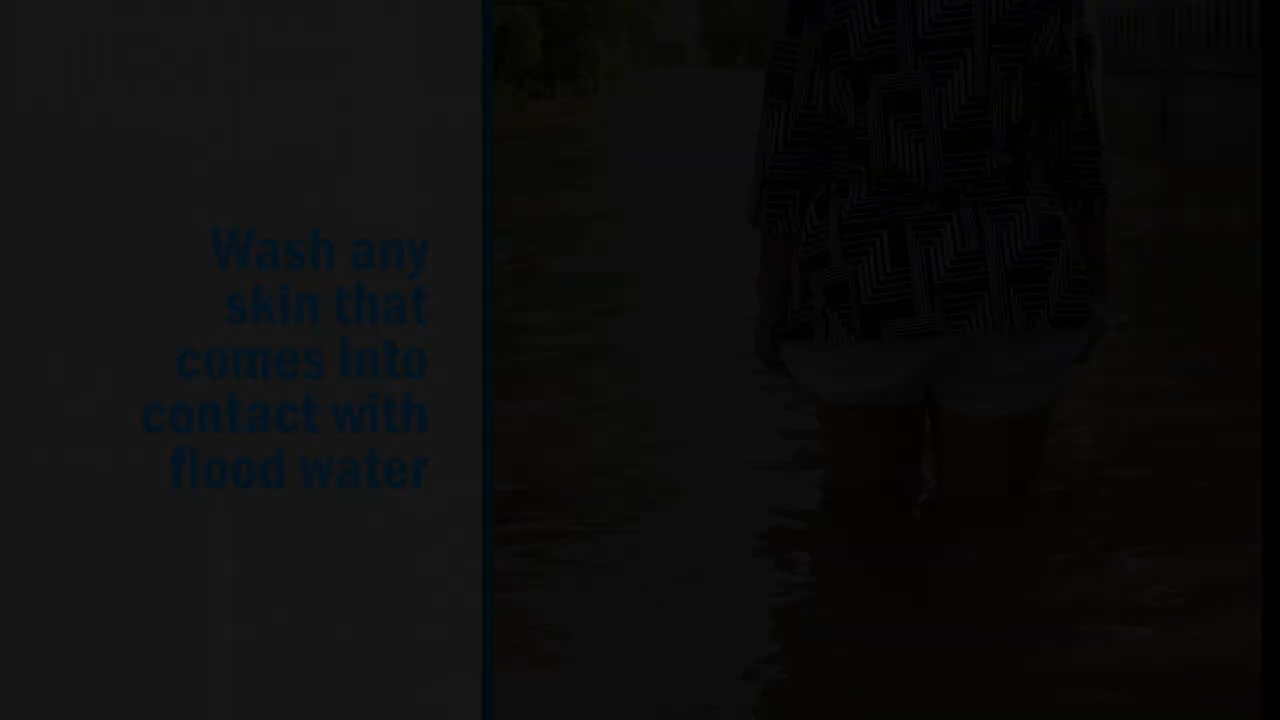 Wash any
skin that
comes into
contact with
flood water